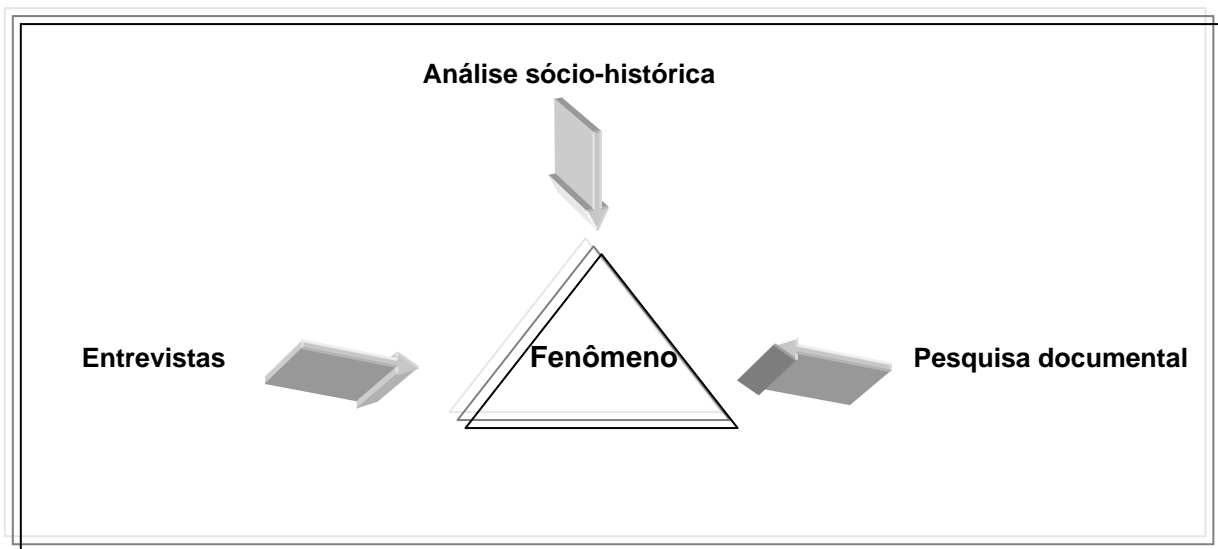 Análise sócio-histórica
Entrevistas
Fenômeno
Pesquisa documental